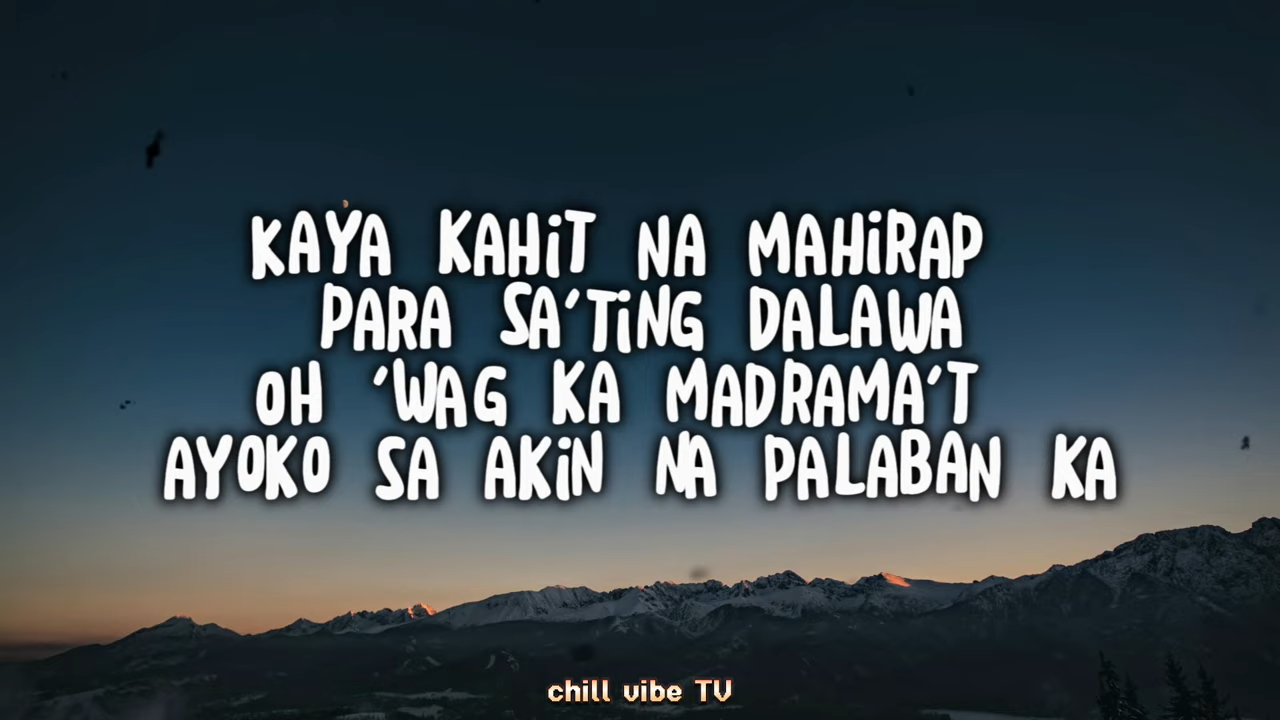 KAYA KAHiT NA MAHiRAP
PARA SA'TiNG DALAWA
OH 'WAG KA MADRAMA'T
AYOKO SA AKiN NA PALABAN KA
chill vibe TV